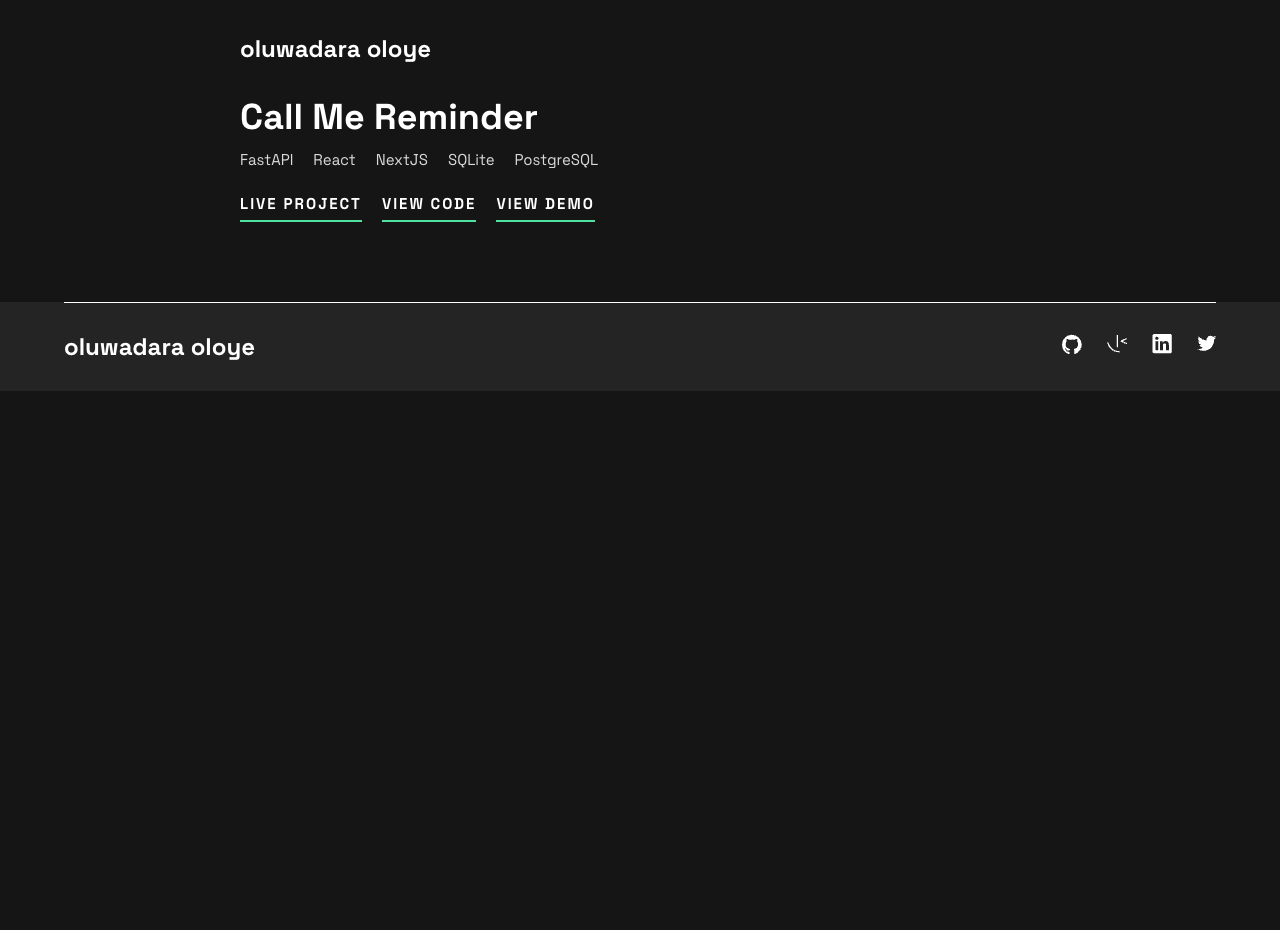 oluwadara oloye
Call Me Reminder
FastAPI React NextJS SQLite PostgreSQL
LIVE PROJECT VIEW CODE VIEW DEMO
oluwadara oloye